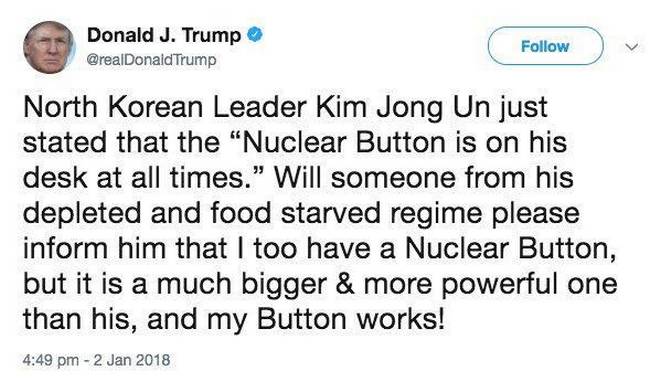 Donald J. Trump
@realDonaldTrump
Follow
North Korean Leader Kim Jong Un just
stated that the “Nuclear Button is on his
desk at all times.” Will someone from his
depleted and food starved regime please
inform him that I too have a Nuclear Button,
but it is a much bigger & more powerful one
than his, and my Button works!
4:49 pm - 2 Jan 2018